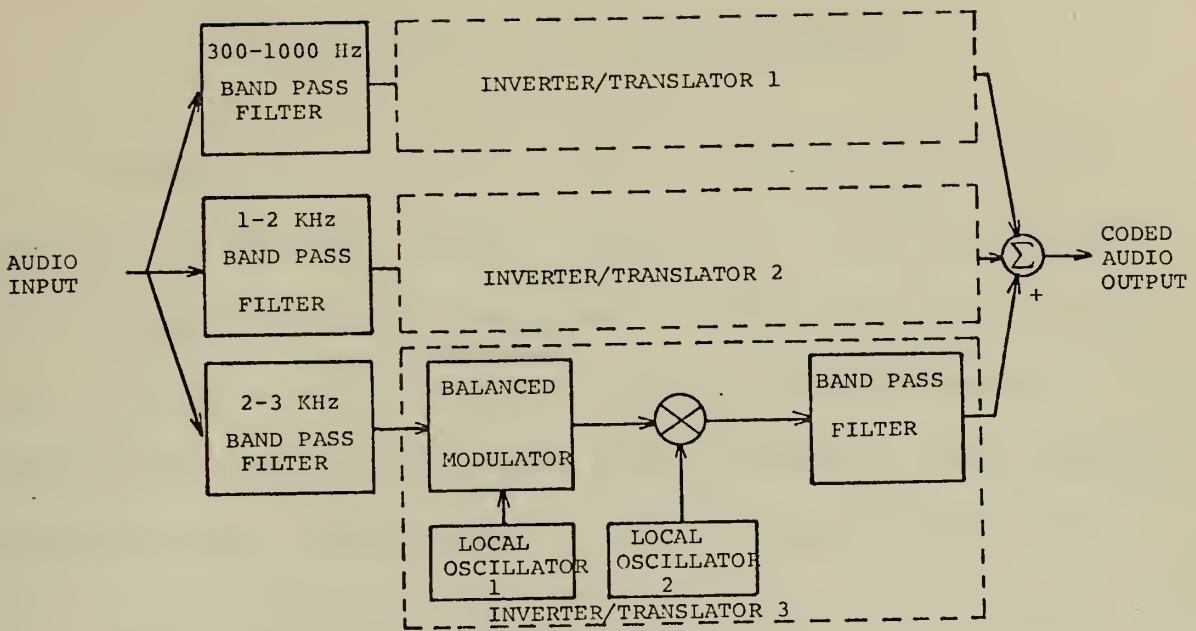 300-1000 Hz
BAND PASS
FILTER
INVERTER/TRANSLATOR 1
AUDIO
INPUT
1-2 KHz
BAND PASS
FILTER
INVERTER/TRANSLATOR 2
Σ
+
CODED
AUDIO
OUTPUT
2-3 KHz
BAND PASS
FILTER
BALANCED
MODULATOR
BAND PASS
FILTER
LOCAL
OSCILLATOR
1
LOCAL
OSCILLATOR
2
INVERTER/TRANSLATOR 3